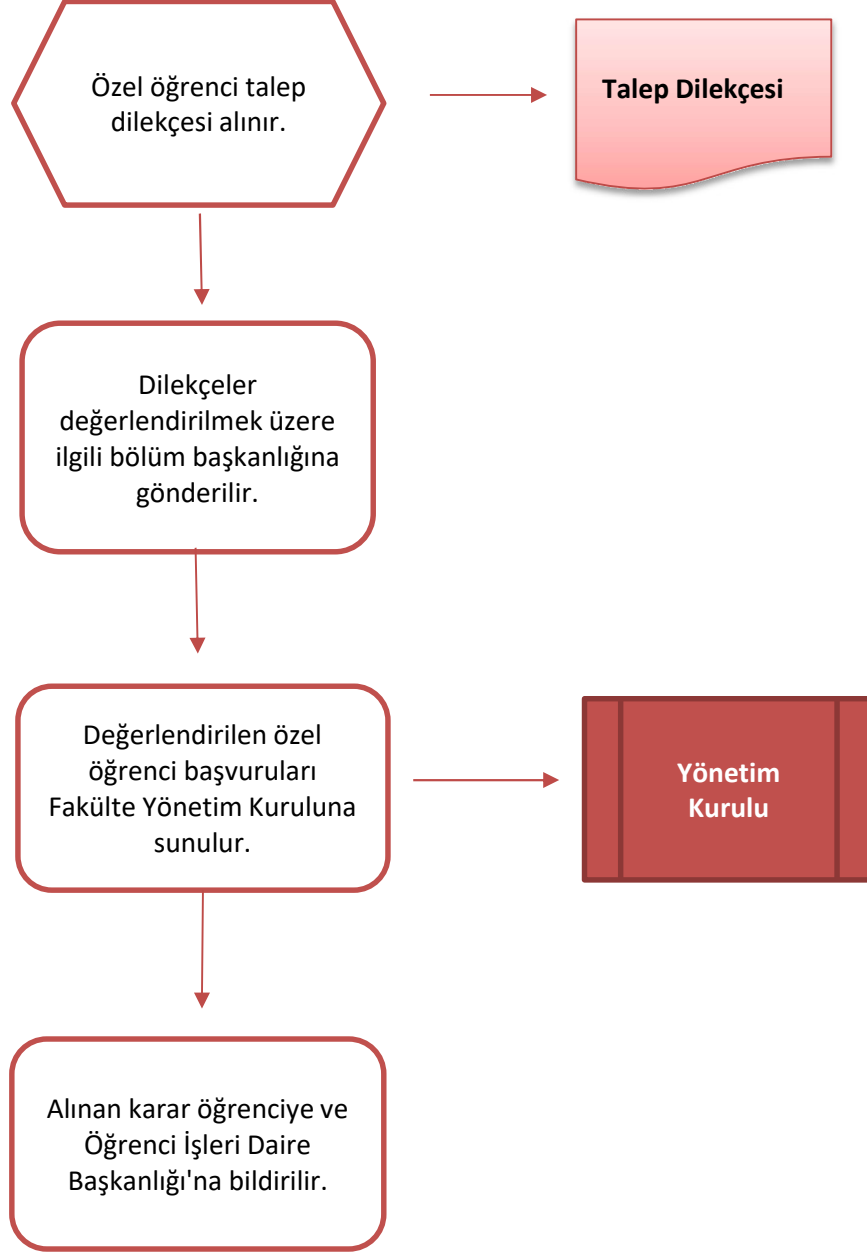 Özel öğrenci talep
dilekçesi alınır.
Talep Dilekçesi
Dilekçeler
değerlendirilmek üzere
ilgili bölüm başkanlığına
gönderilir.
Değerlendirilen özel
öğrenci başvuruları
Fakülte Yönetim Kuruluna
sunulur.
Yönetim
Kurulu
Alınan karar öğrenciye ve
Öğrenci İşleri Daire
Başkanlığı'na bildirilir.